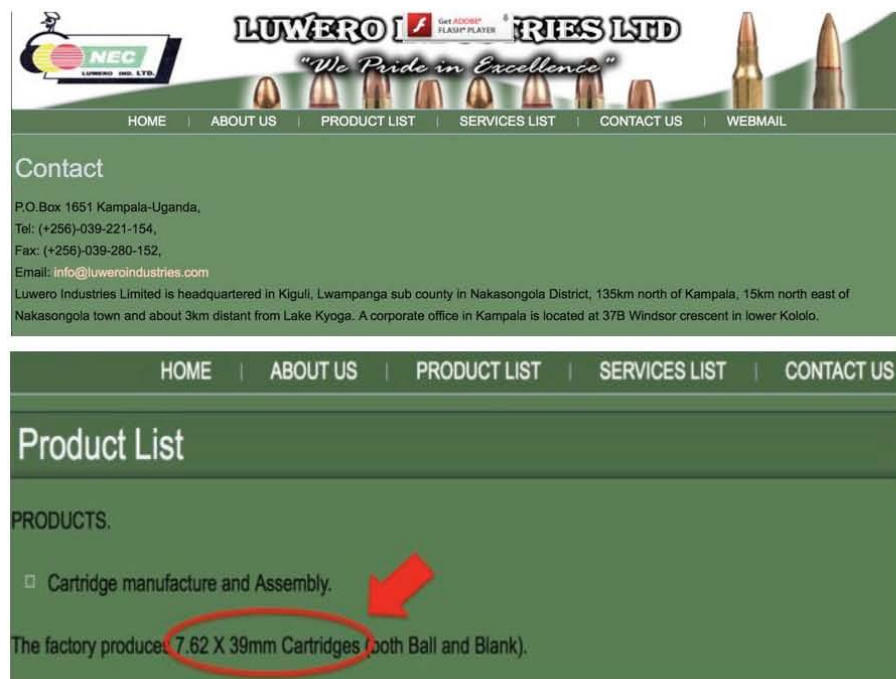 LUWERO I RIES LTD
Get ADOBE®
FLASH® PLAYER
NEC
LUWERO IND. LTD.
"We Pride in Excellence"
HOME | ABOUT US | PRODUCT LIST | SERVICES LIST | CONTACT US | WEBMAIL
Contact
P.O.Box 1651 Kampala-Uganda,
Tel: (+256)-039-221-154,
Fax: (+256)-039-280-152,
Email: info@luweroindustries.com
Luwero Industries Limited is headquartered in Kiguli, Lwampanga sub county in Nakasongola District, 135km north of Kampala, 15km north east of
Nakasongola town and about 3km distant from Lake Kyoga. A corporate office in Kampala is located at 37B Windsor crescent in lower Kololo.
HOME | ABOUT US | PRODUCT LIST | SERVICES LIST | CONTACT US
Product List
PRODUCTS.
Cartridge manufacture and Assembly.
The factory produces 7.62 X 39mm Cartridges (both Ball and Blank).